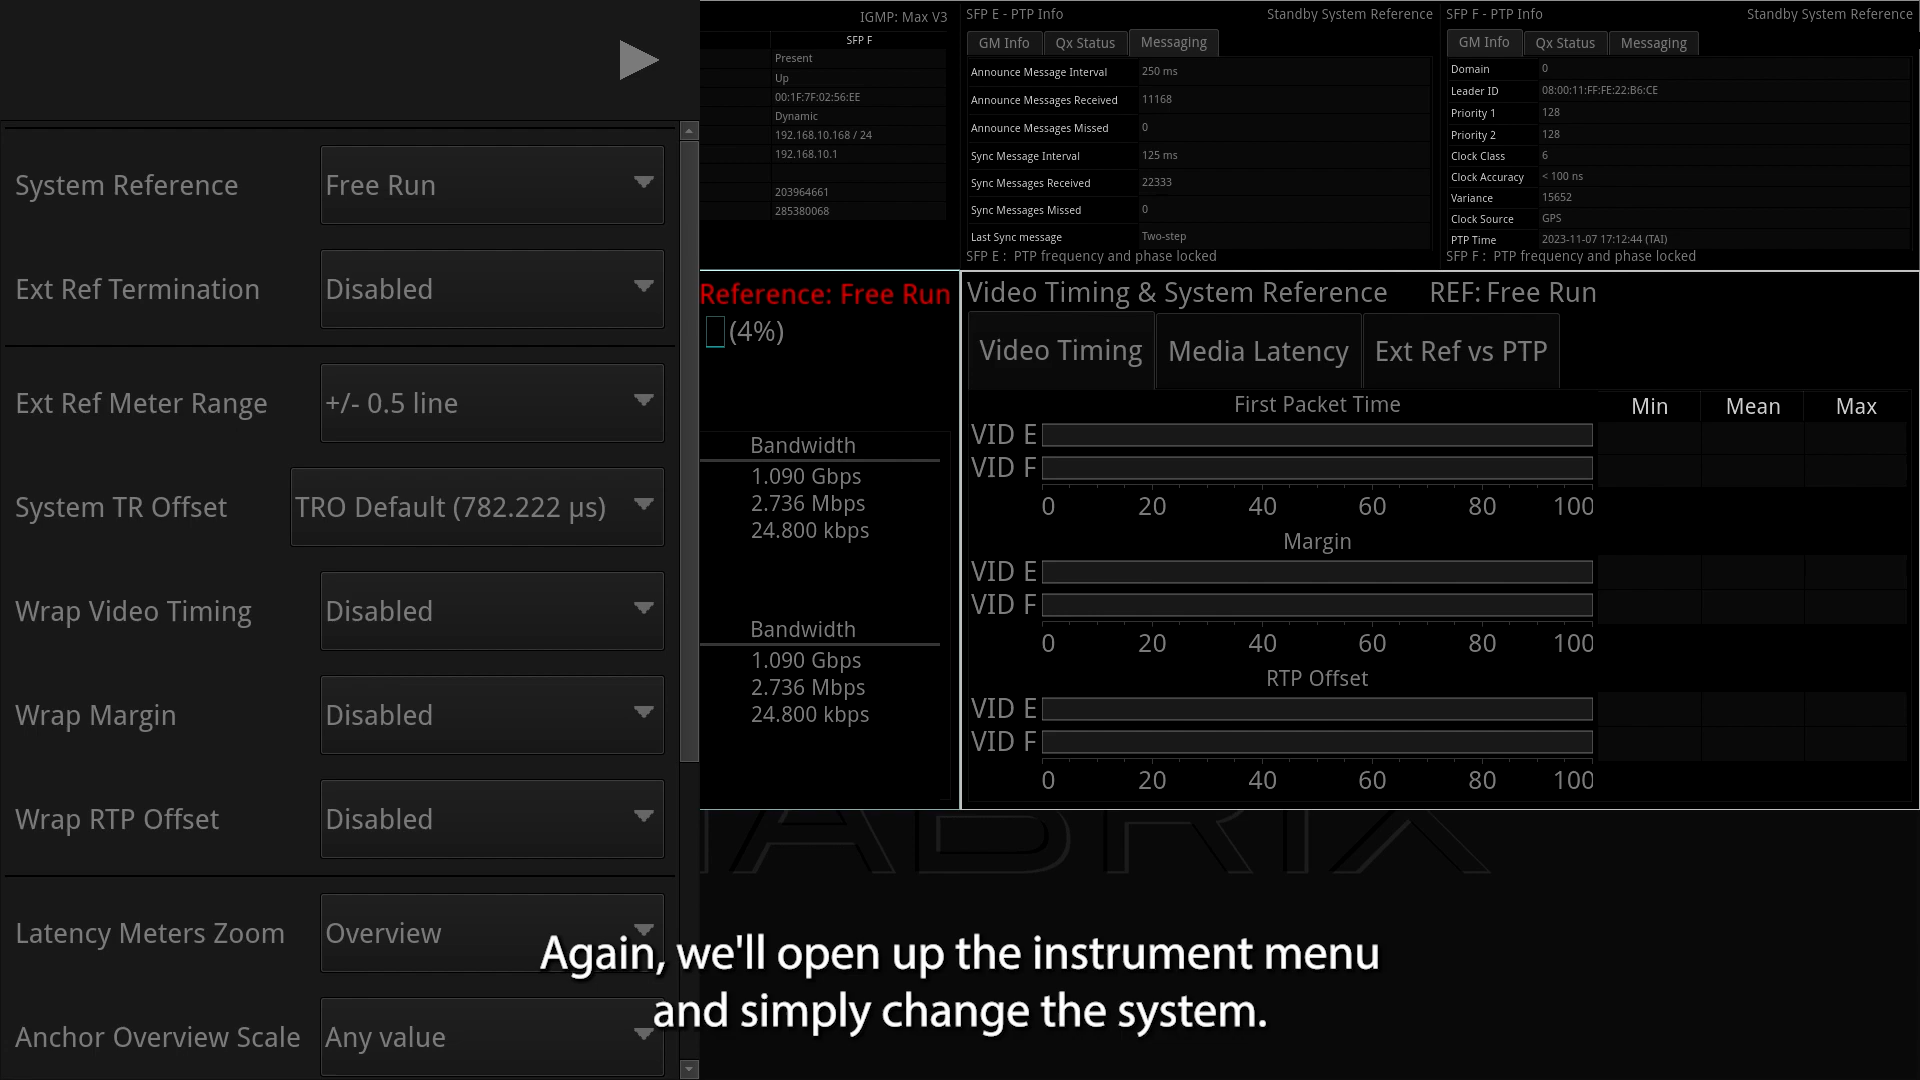 System Reference Free Run
Ext Ref Termination Disabled
Ext Ref Meter Range +/- 0.5 line
System TR Offset TRO Default (782.222 µs)
Wrap Video Timing Disabled
Wrap Margin Disabled
Wrap RTP Offset Disabled
Latency Meters Zoom Overview
Anchor Overview Scale Any value
IGMP: Max V3
SFP F
Present
Up
00:1F:7F:02:56:EE
Dynamic
192.168.10.168 / 24
192.168.10.1
203964661
285380068
SFP E - PTP Info Standby System Reference
GM Info Qx Status Messaging
Announce Message Interval 250 ms
Announce Messages Received 11168
Announce Messages Missed 0
Sync Message Interval 125 ms
Sync Messages Received 22333
Sync Messages Missed 0
Last Sync message Two-step
SFP E : PTP frequency and phase locked
SFP F - PTP Info Standby System Reference
GM Info Qx Status Messaging
Domain 0
Leader ID 08:00:11:FF:FE:22:B6:CE
Priority 1 128
Priority 2 128
Clock Class 6
Clock Accuracy < 100 ns
Variance 15652
Clock Source GPS
PTP Time 2023-11-07 17:12:44 (TAI)
SFP F : PTP frequency and phase locked
Reference: Free Run
(4%)
Bandwidth
1.090 Gbps
2.736 Mbps
24.800 kbps
Bandwidth
1.090 Gbps
2.736 Mbps
24.800 kbps
Video Timing & System Reference REF: Free Run
Video Timing Media Latency Ext Ref vs PTP
First Packet Time Min Mean Max
VID E
VID F
0 20 40 60 80 100
Margin
VID E
VID F
0 20 40 60 80 100
RTP Offset
VID E
VID F
0 20 40 60 80 100
Again, we'll open up the instrument menu
and simply change the system.